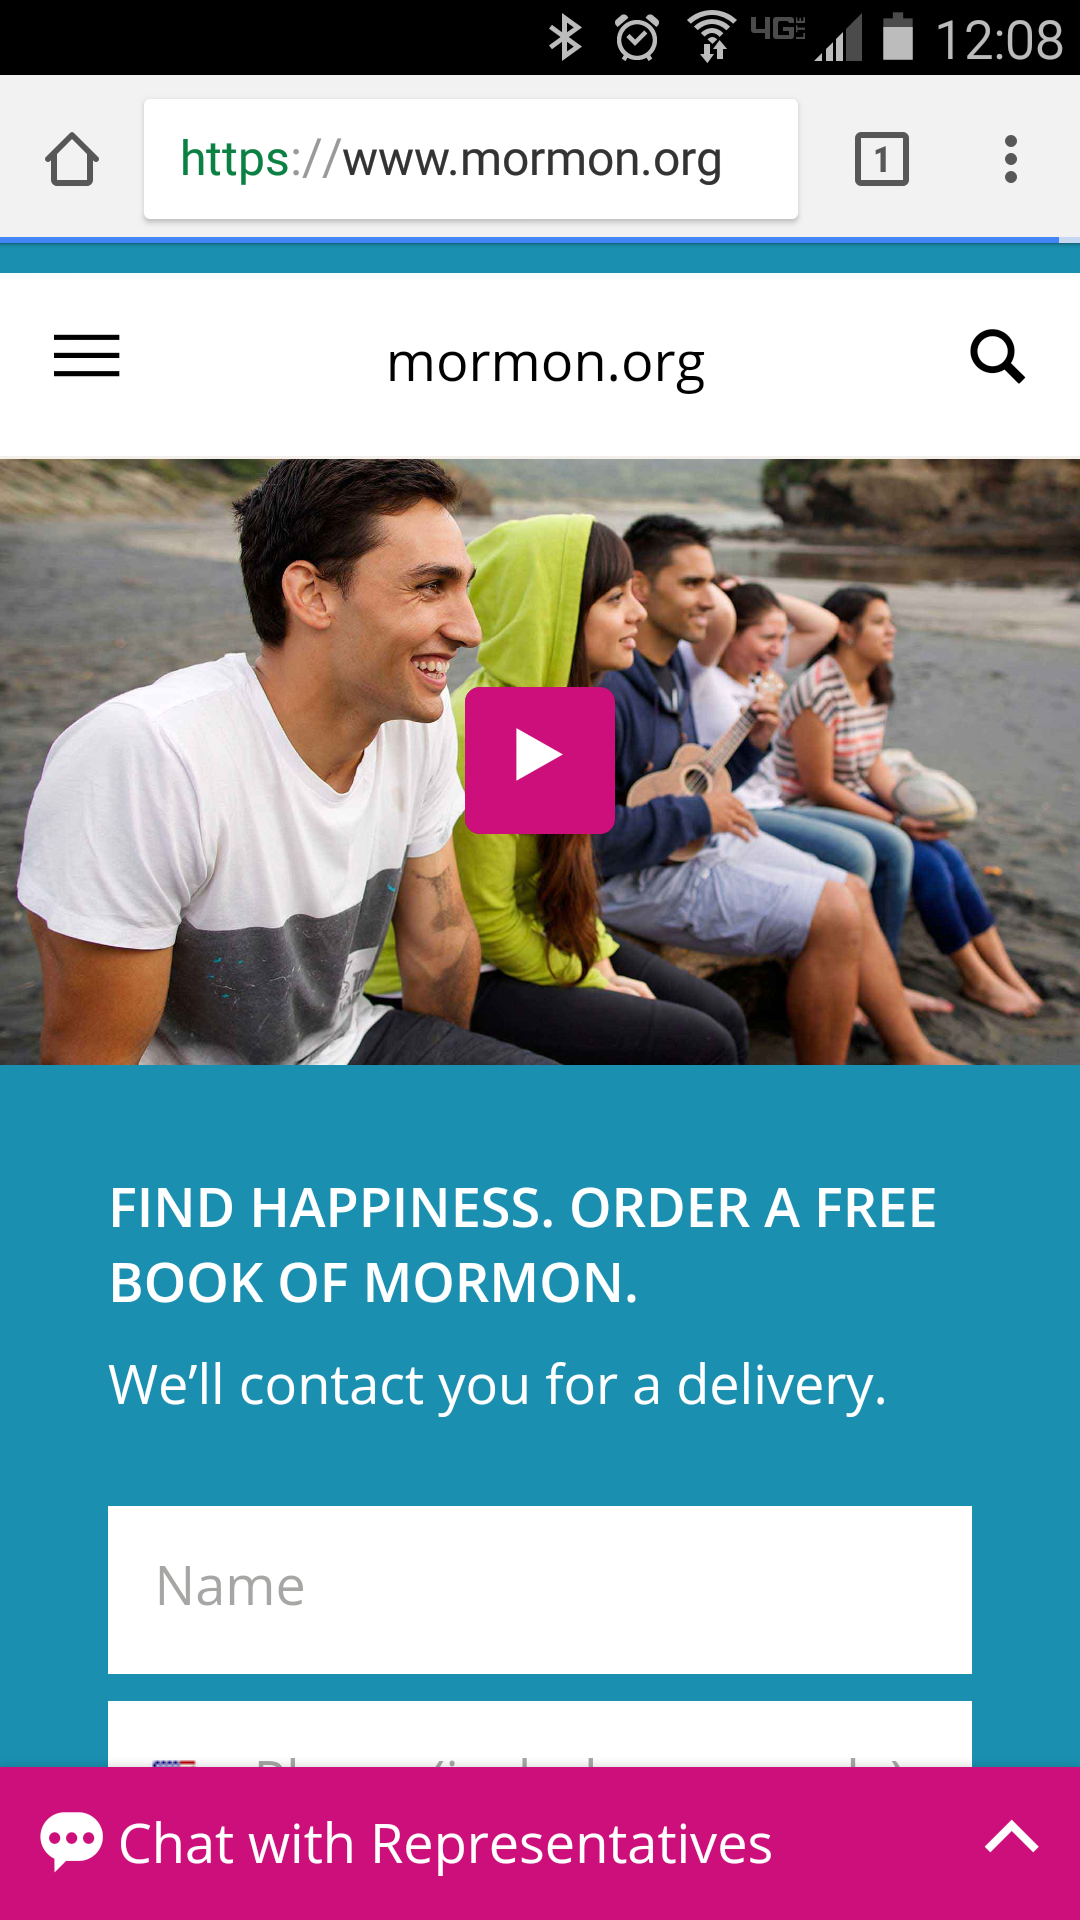 4G LTE 12:08
https://www.mormon.org 1
mormon.org
FIND HAPPINESS. ORDER A FREE
BOOK OF MORMON.
We’ll contact you for a delivery.
Name
Chat with Representatives